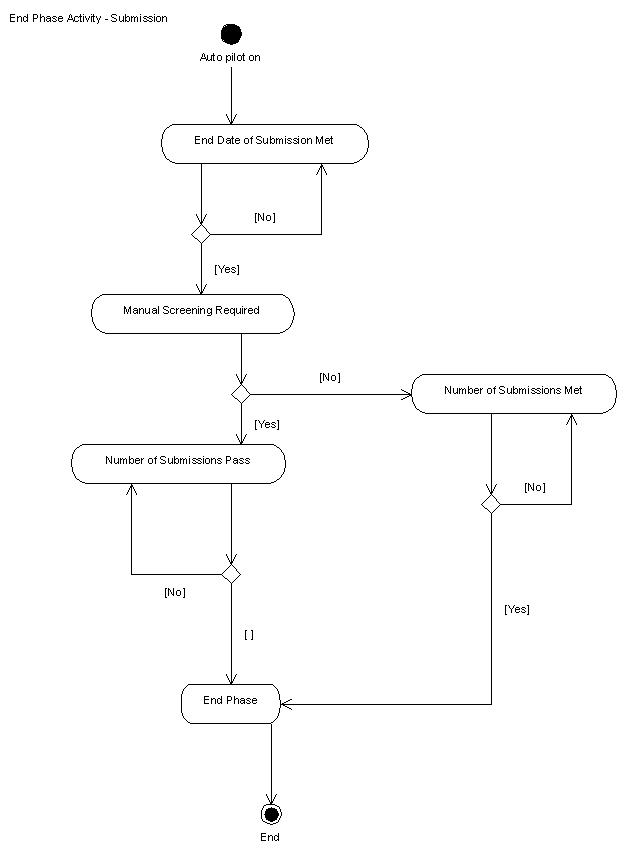 End Phase Activity - Submission
Auto pilot on
End Date of Submission Met
[No]
[Yes]
Manual Screening Required
[No]
Number of Submissions Met
[Yes]
Number of Submissions Pass
[No]
[No]
[Yes]
[ ]
End Phase
End